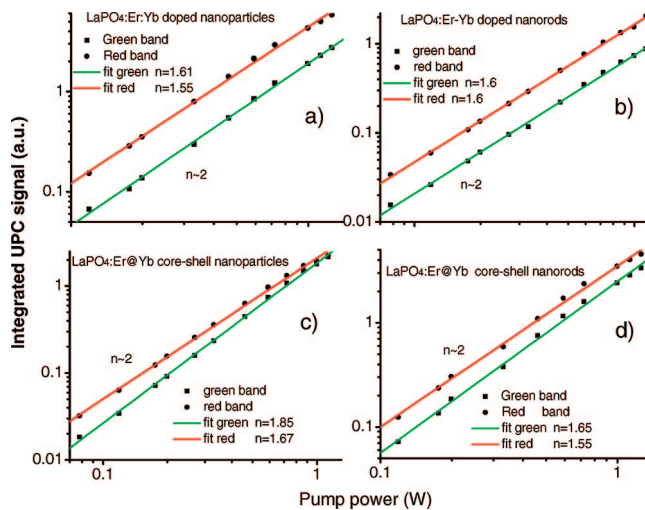 Integrated UPC signal (a.u.)
LaPO4:Er:Yb doped nanoparticles
Green band
Red band
fit green n=1.61
fit red n=1.55
a)
n~2
1
0.1
LaPO4:Er-Yb doped nanorods
green band
Red band
fit green n=1.6
fit red n=1.6
b)
n~2
1
0.1
0.01
LaPO4:Er@Yb core-shell nanoparticles
c)
n~2
green band
red band
fit green n=1.85
fit red n=1.67
1
0.1
0.01
0.1
1
LaPO4:Er@Yb core-shell nanorods
d)
n~2
Green band
Red band
fit green n=1.65
fit red n=1.55
1
0.1
0.1
1
Pump power (W)